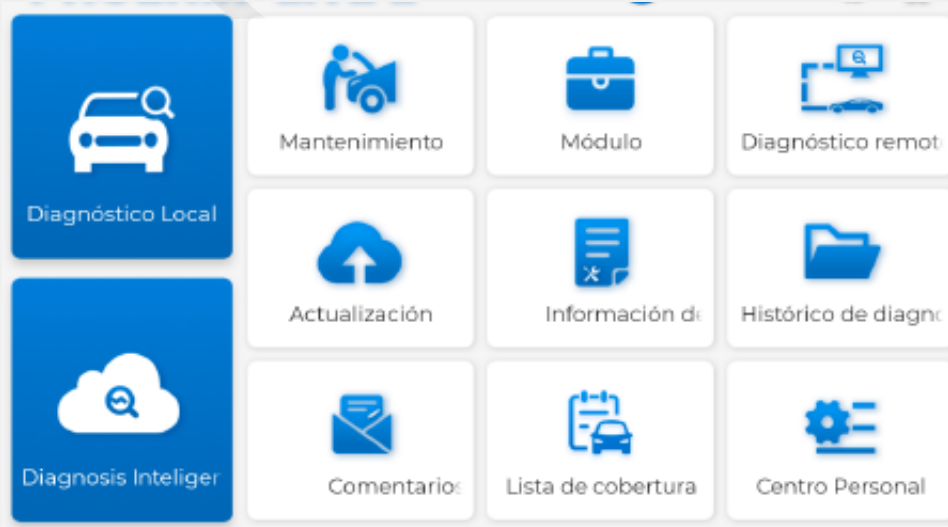 Diagnóstico Local
Mantenimiento
Módulo
Diagnóstico remot
Actualización
Información de
Histórico de diagn
Diagnosis Inteliger
Comentarios
Lista de cobertura
Centro Personal